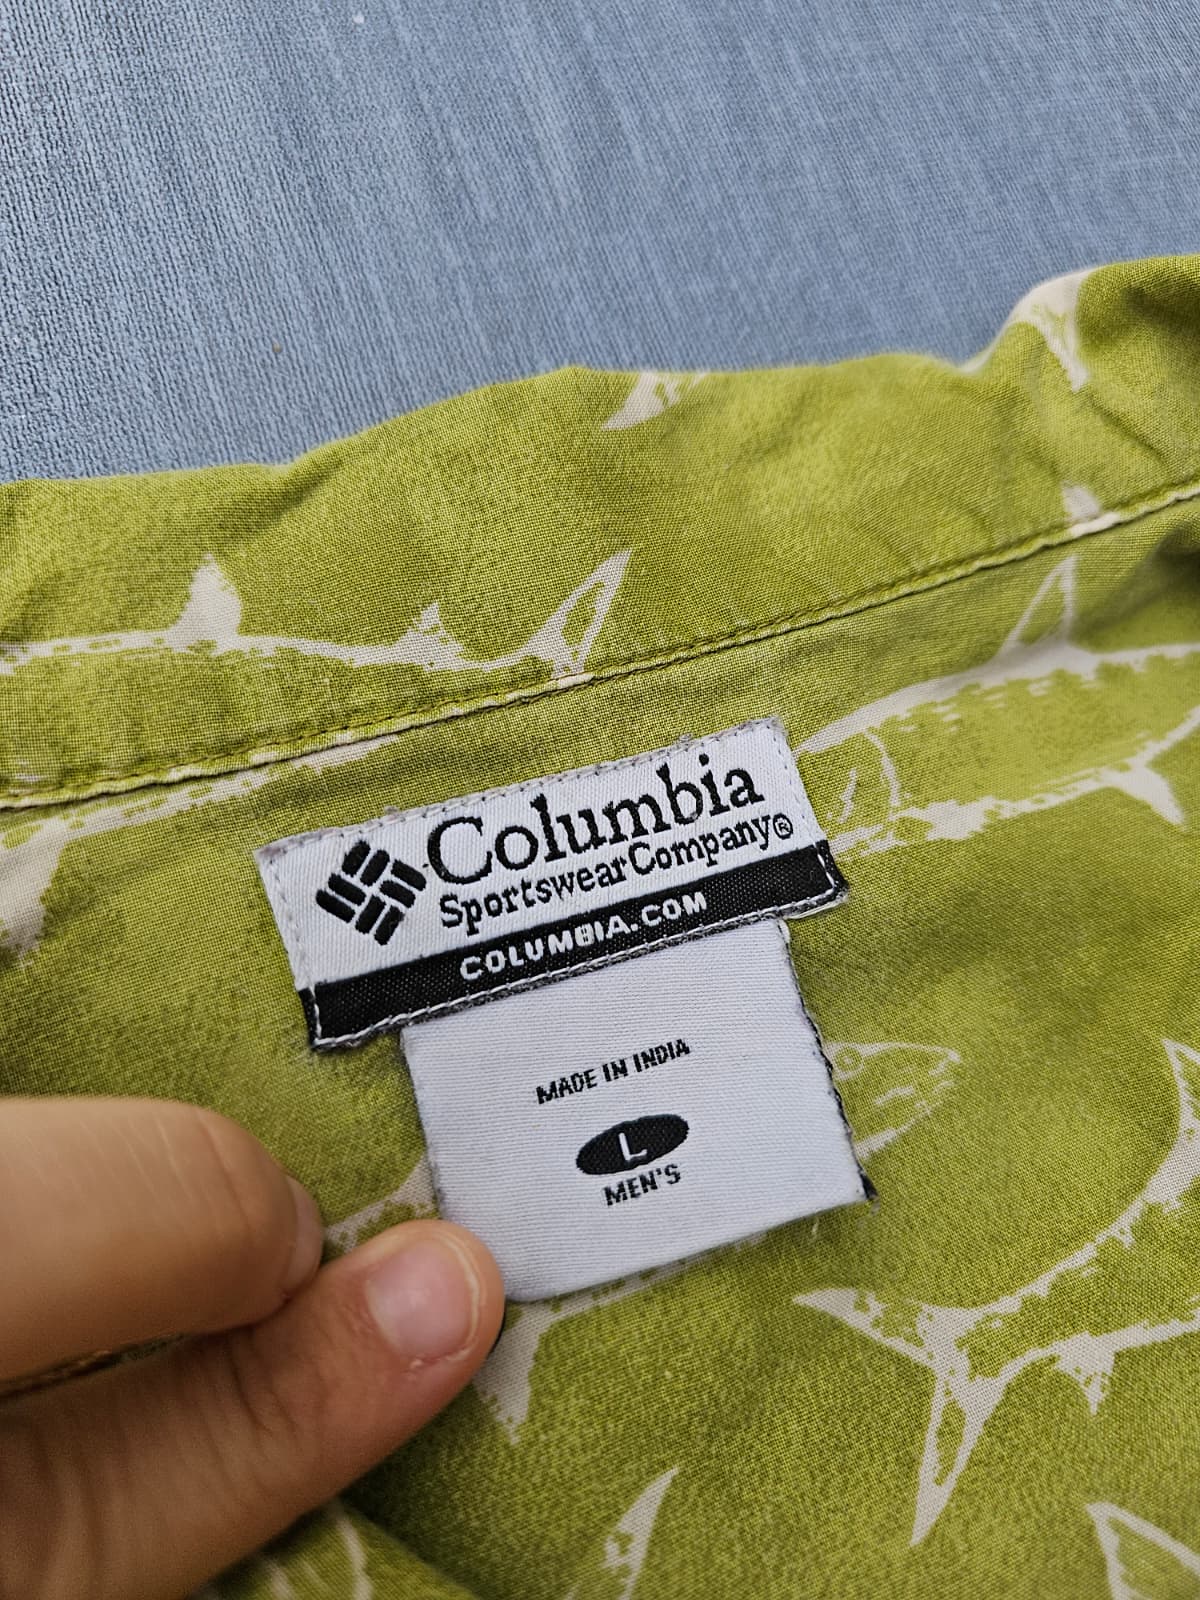 Columbia
Sportswear Company®
COLUMBIA.COM
MADE IN INDIA
L
MEN'S